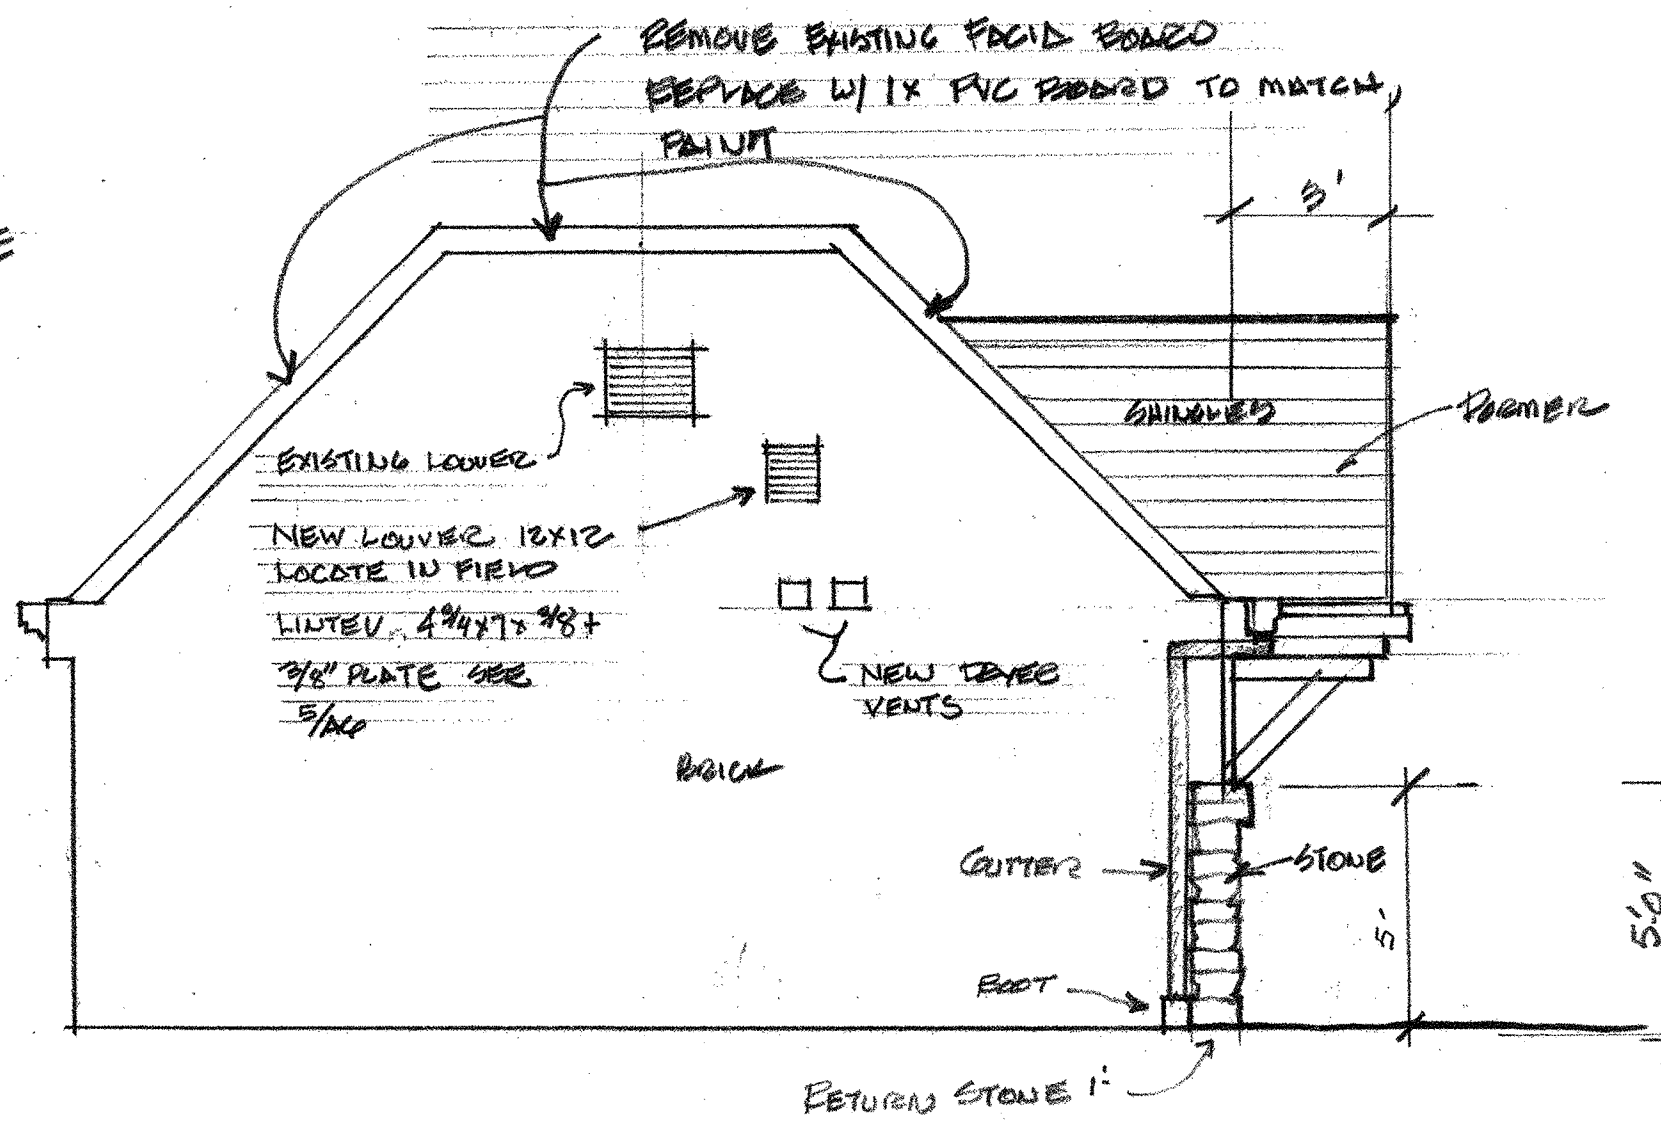 REMOVE EXISTING FACIA BOARD
REPLACE W/ 1X PVC BOARD TO MATCH,
PAINT
3'
SHINGLES
DORMER
EXISTING LOUVER
NEW LOUVER 12X12
LOCATE IN FIELD
LINTEL 4 3/4 x 7 x 3/8 +
3/8" PLATE SEE
5/A6
NEW DRYER
VENTS
BRICK
GUTTER
STONE
5'-
5'-0"
BOOT
RETURN STONE 1'-